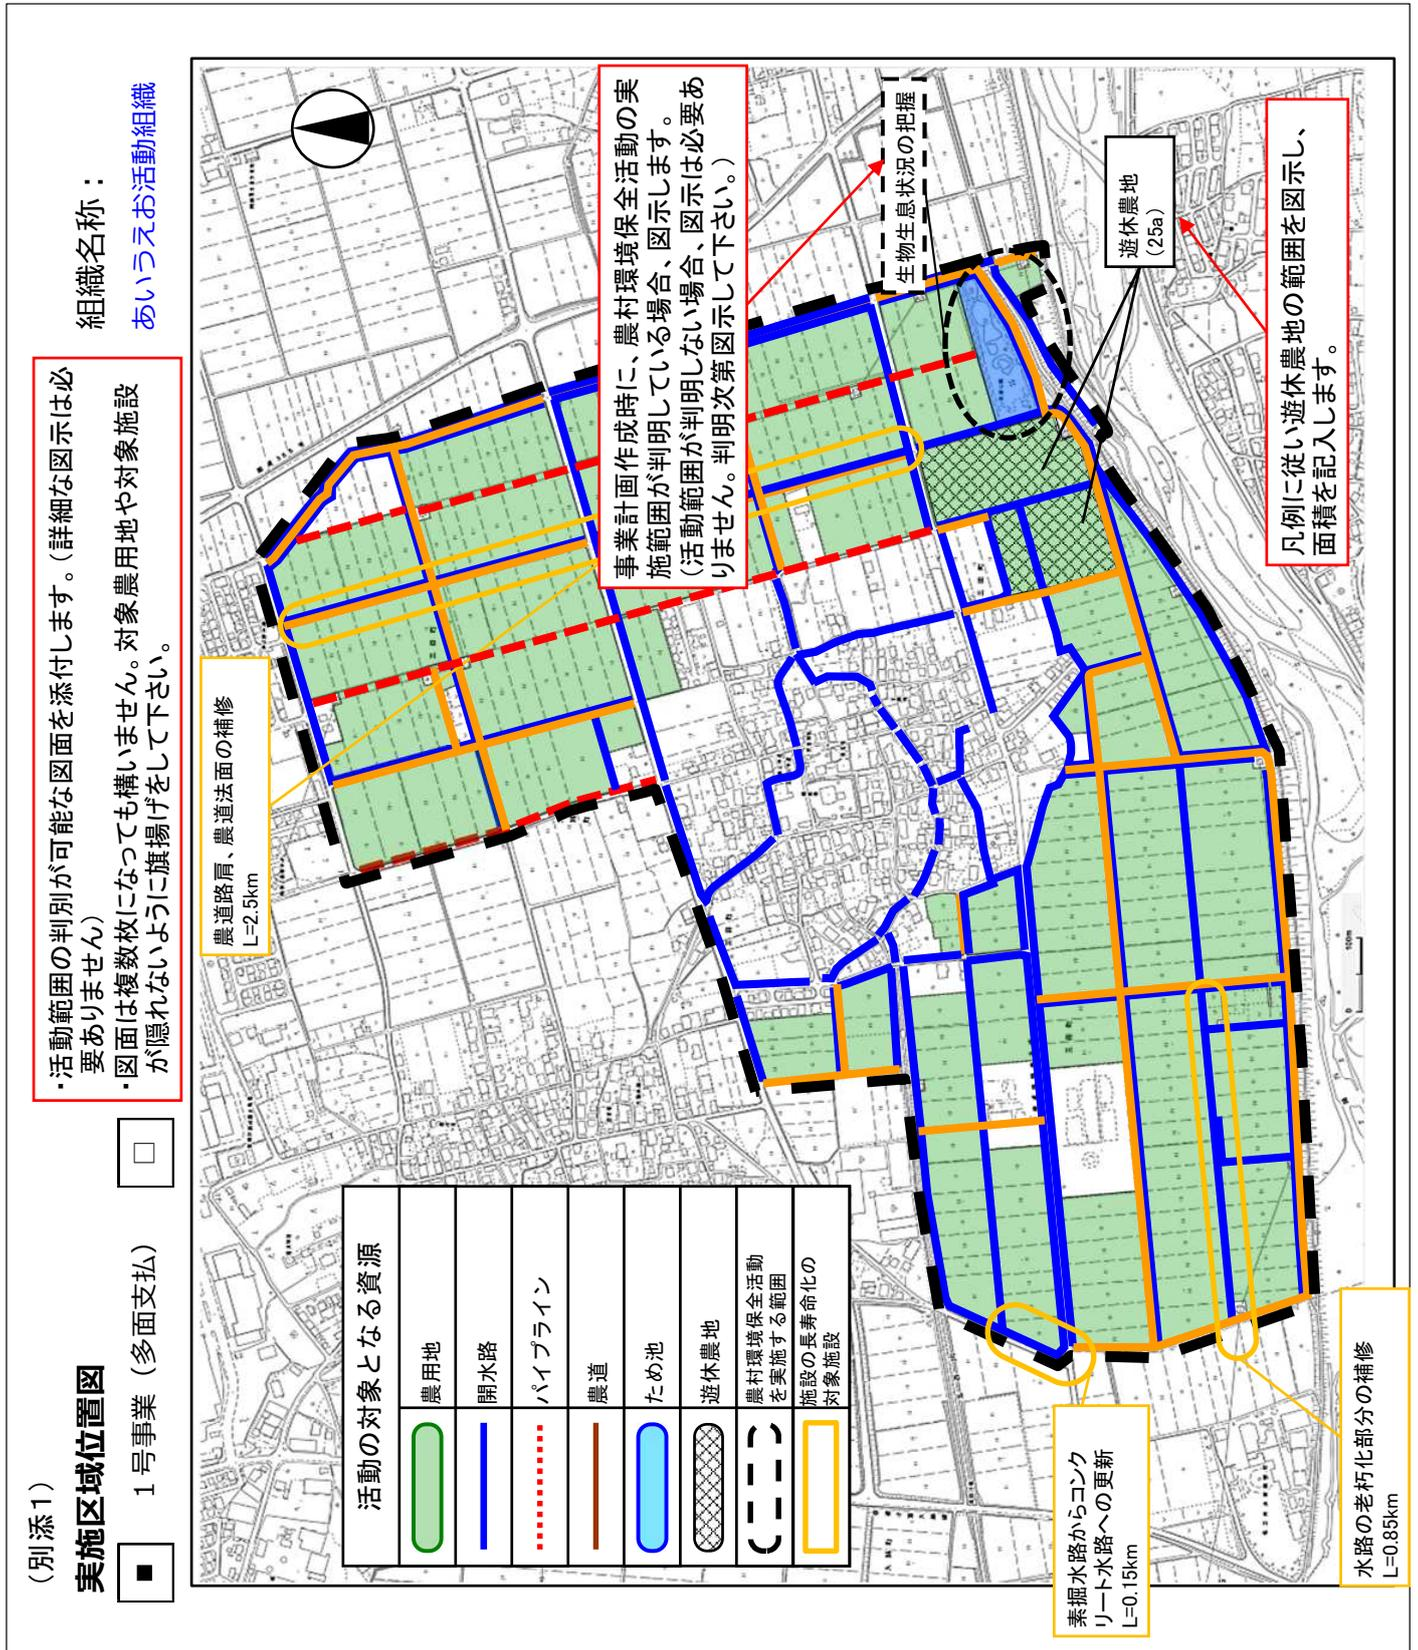 （別添1）
実施区域位置図
■
1号事業（多面支払）
□
・活動範囲の判別が可能な図面を添付します。（詳細な図示は必
要ありません）
・図面は複数枚になっても構いません。対象農用地や対象施設
が隠れないように旗揚げをして下さい。
組織名称：
あいうえお活動組織
農道路肩、農道法面の補修
L=2.5km
事業計画作成時に、農村環境保全活動の実
施範囲が判明している場合、図示します。
（活動範囲が判明しない場合、図示は必要あ
りません。判明次第図示して下さい。）
生物生息状況の把握
遊休農地
（25a）
凡例に従い遊休農地の範囲を図示し、
面積を記入します。
活動の対象となる資源
農用地
開水路
パイプライン
農道
ため池
遊休農地
農村環境保全活動
を実施する範囲
施設の長寿命化の
対象施設
素掘水路からコンク
リート水路への更新
L=0.15km
水路の老朽化部分の補修
L=0.85km
0 100m